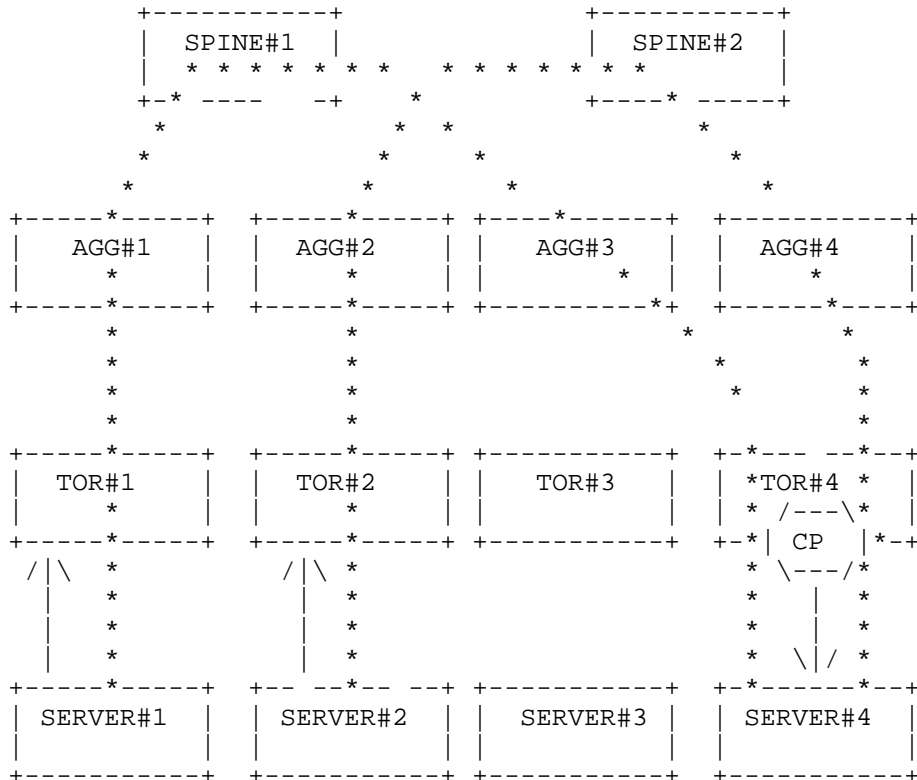 SPINE#1 SPINE#2
AGG#1 AGG#2 AGG#3 AGG#4
TOR#1 TOR#2 TOR#3 TOR#4
CP
SERVER#1 SERVER#2 SERVER#3 SERVER#4